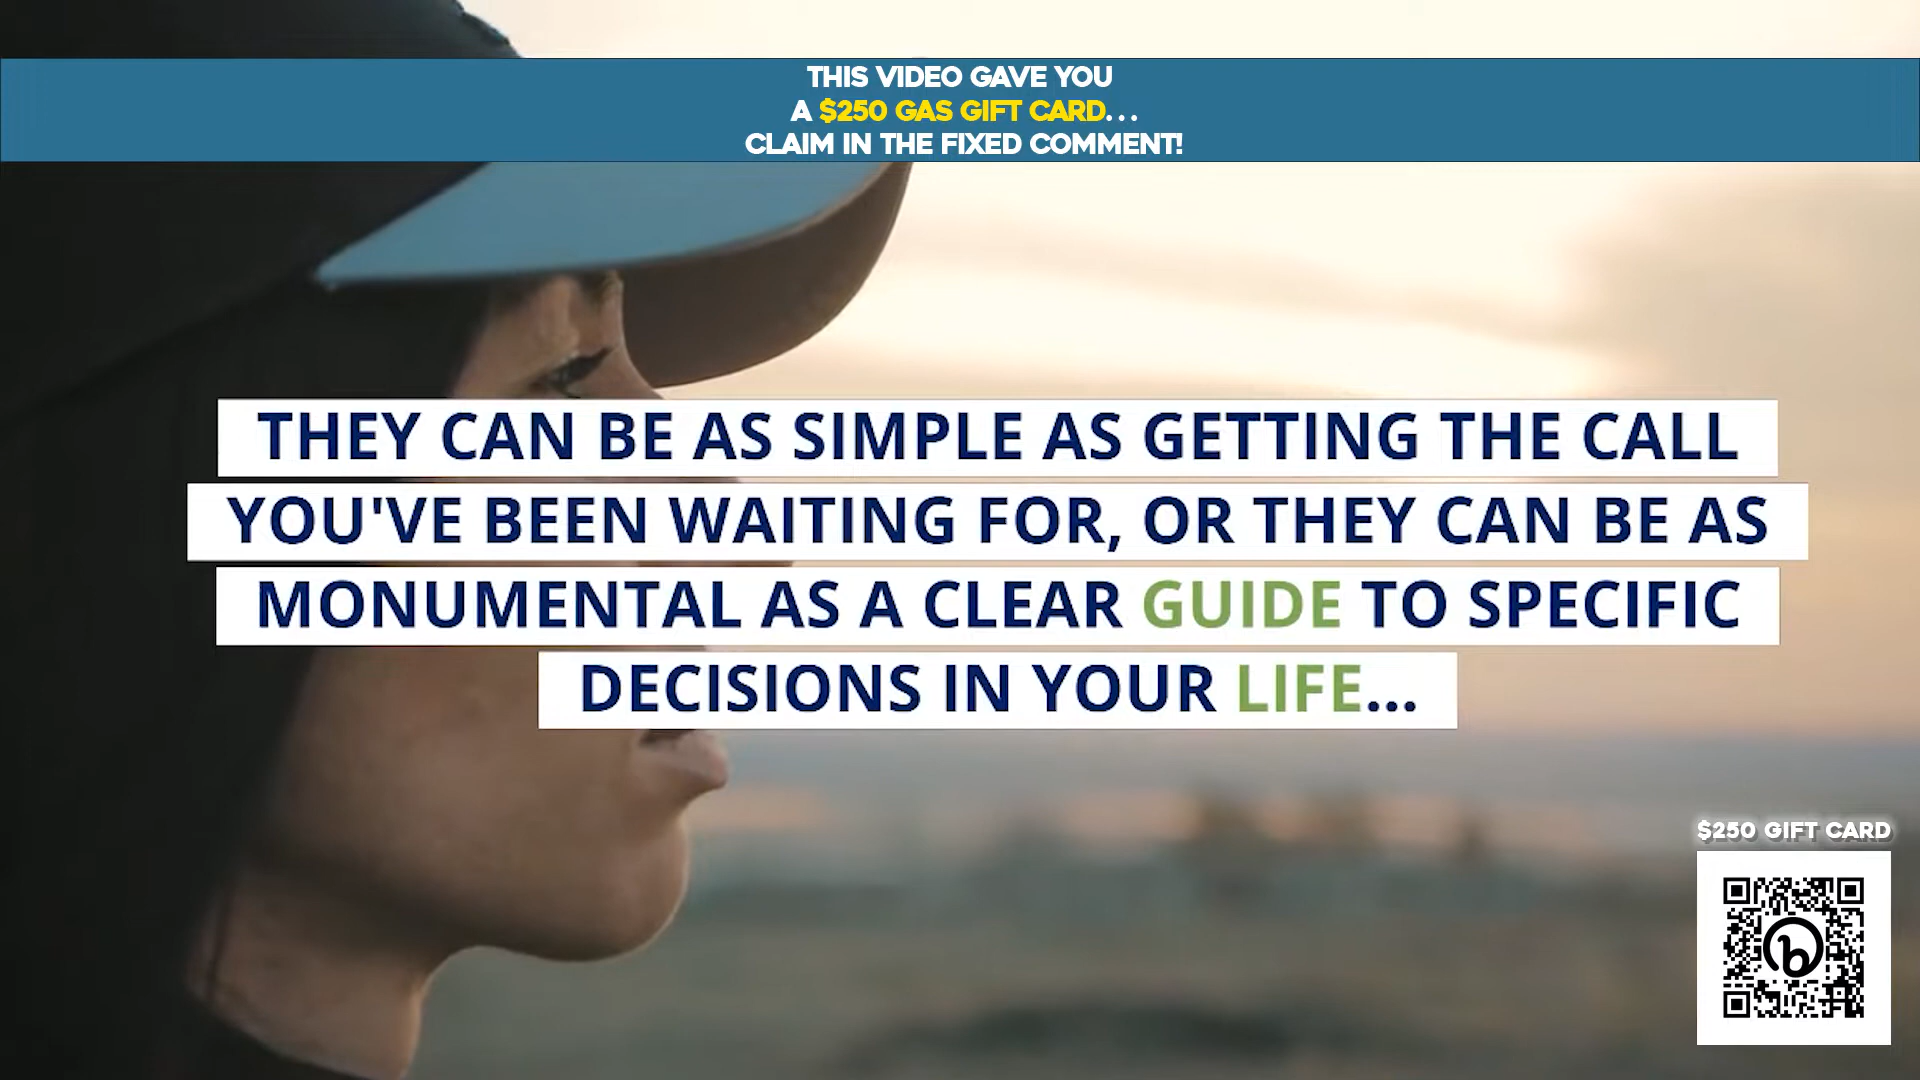 THIS VIDEO GAVE YOU
A $250 GAS GIFT CARD...
CLAIM IN THE FIXED COMMENT!
THEY CAN BE AS SIMPLE AS GETTING THE CALL
YOU'VE BEEN WAITING FOR, OR THEY CAN BE AS
MONUMENTAL AS A CLEAR GUIDE TO SPECIFIC
DECISIONS IN YOUR LIFE...
$250 GIFT CARD
b